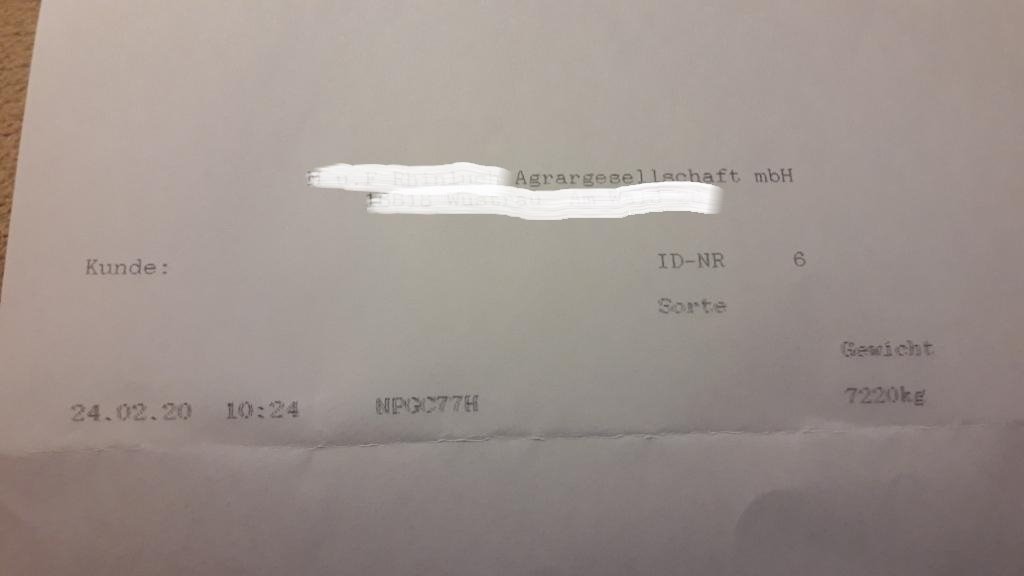 Agrargesellschaft mbH
Kunde: ID-NR 6
Sorte
Gewicht
24.02.20 10:24 NPGC77H 7220kg